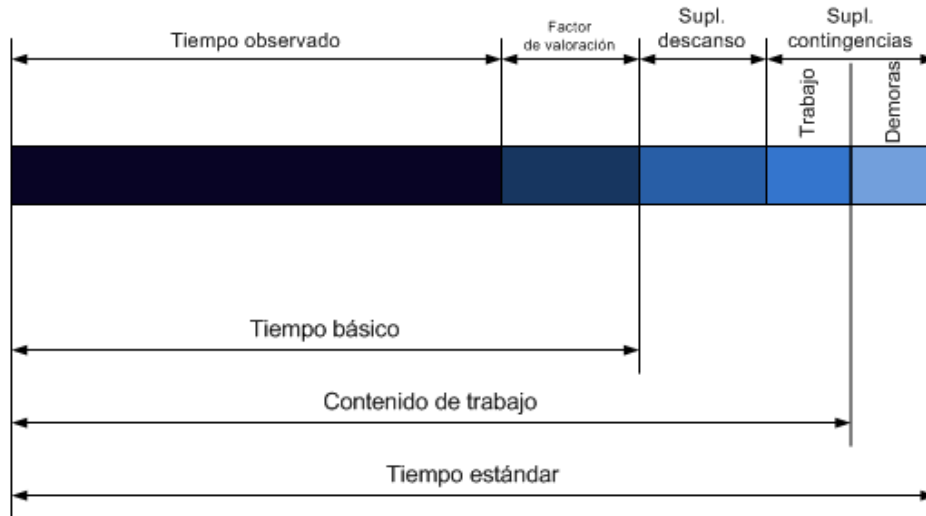 Tiempo observado
Factor
de valoración
Supl.
descanso
Supl.
contingencias
Trabajo
Demoras
Tiempo básico
Contenido de trabajo
Tiempo estándar